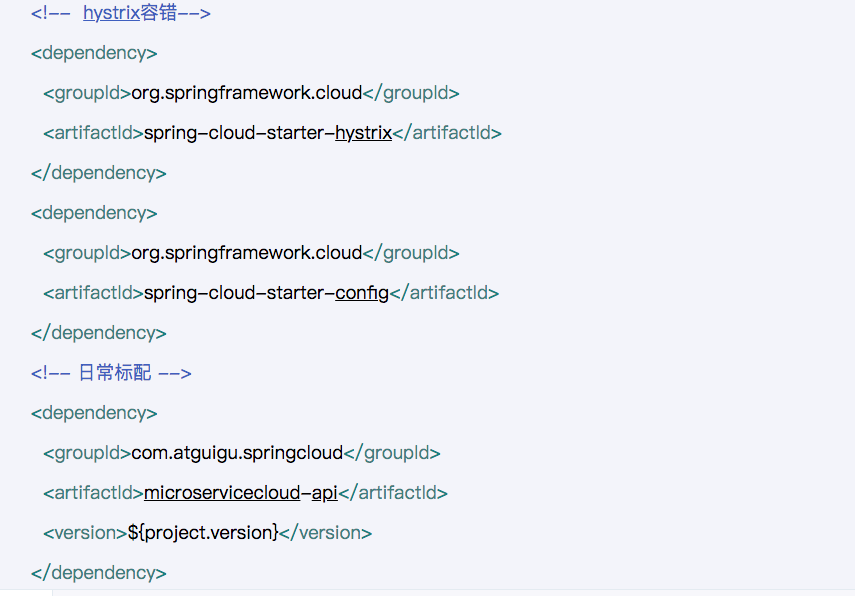 <!-- hystrix容错-->
<dependency>
<groupId>org.springframework.cloud</groupId>
<artifactId>spring-cloud-starter-hystrix</artifactId>
</dependency>
<dependency>
<groupId>org.springframework.cloud</groupId>
<artifactId>spring-cloud-starter-config</artifactId>
</dependency>
<!-- 日常标配 -->
<dependency>
<groupId>com.atguigu.springcloud</groupId>
<artifactId>microservicecloud-api</artifactId>
<version>${project.version}</version>
</dependency>